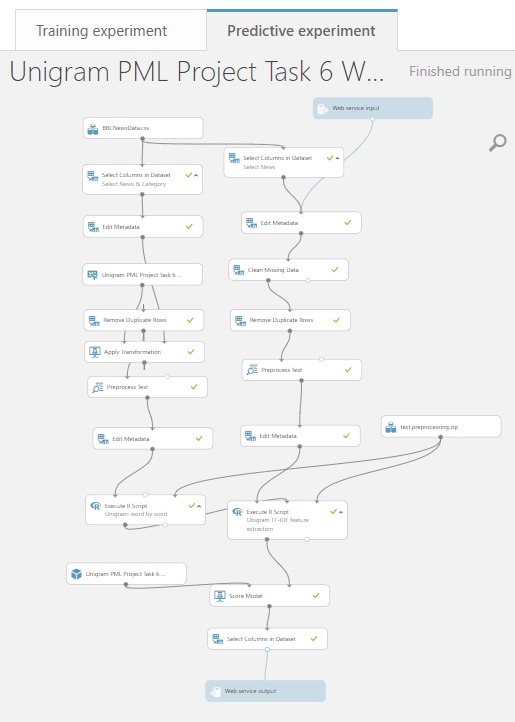 Training experiment
Predictive experiment
Unigram PML Project Task 6 W...
Finished running
Web service input
BBCNewsData.csv
Select Columns in Dataset
Select News & Category
Select Columns in Dataset
Select News
Edit Metadata
Edit Metadata
Unigram PML Project Task 6 ...
Clean Missing Data
Remove Duplicate Rows
Remove Duplicate Rows
Apply Transformation
Preprocess Text
Preprocess Text
Edit Metadata
Edit Metadata
text.preprocessing.zip
Execute R Script
Unigram: word by word
Execute R Script
Unigram TF-IDF feature
extraction
Unigram PML Project Task 6 ...
Score Model
Select Columns in Dataset
Web service output